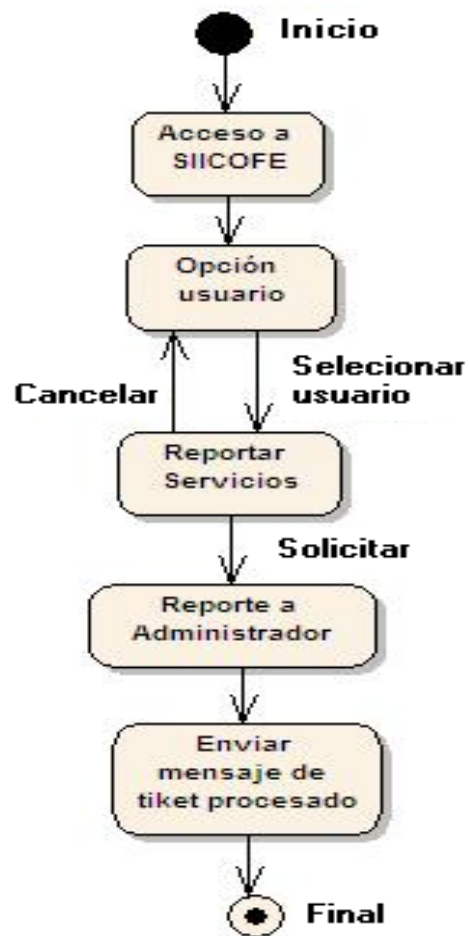 Inicio
Acceso a
SIICOFE
Opción
usuario
Selecionar
usuario
Cancelar
Reportar
Servicios
Solicitar
Reporte a
Administrador
Enviar
mensaje de
tiket procesado
Final